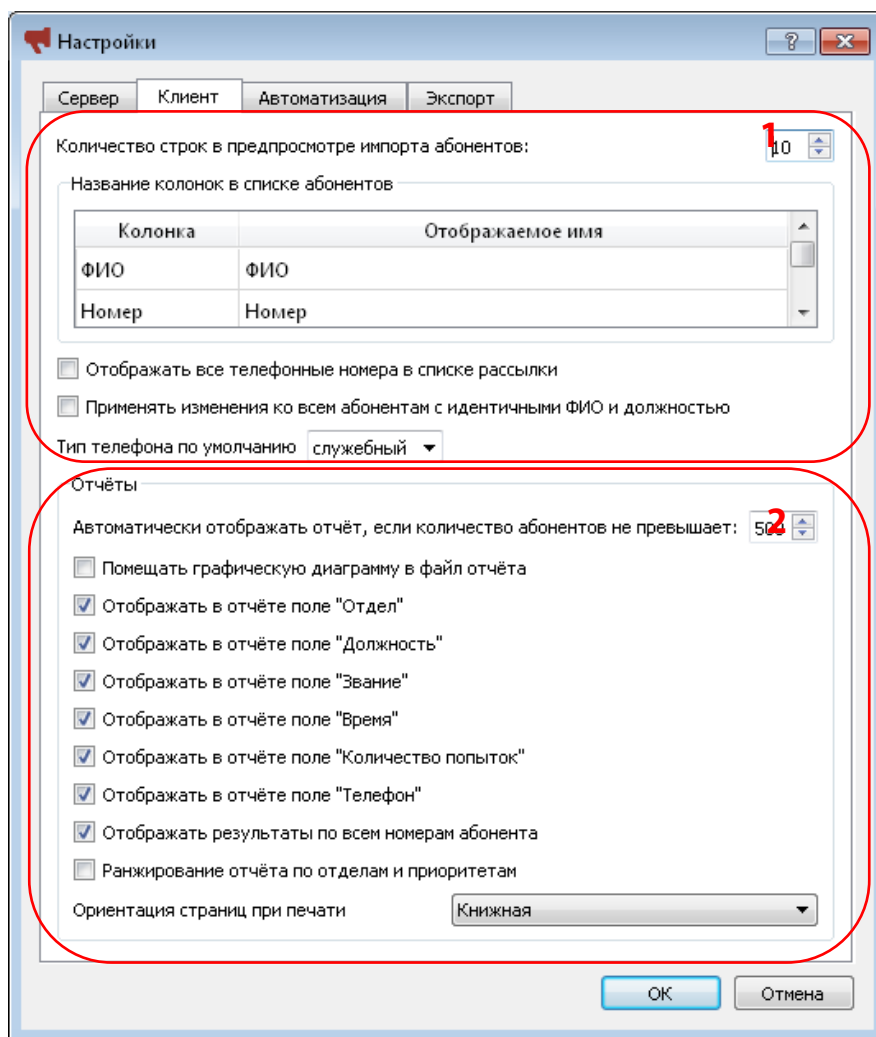 Настройки
Сервер Клиент Автоматизация Экспорт
1
Количество строк в предпросмотре импорта абонентов: 10
Название колонок в списке абонентов
Колонка Отображаемое имя
ФИО ФИО
Номер Номер
Отображать все телефонные номера в списке рассылки
Применять изменения ко всем абонентам с идентичными ФИО и должностью
Тип телефона по умолчанию служебный
Отчёты
2
Автоматически отображать отчёт, если количество абонентов не превышает: 500
Помещать графическую диаграмму в файл отчёта
Отображать в отчёте поле "Отдел"
Отображать в отчёте поле "Должность"
Отображать в отчёте поле "Звание"
Отображать в отчёте поле "Время"
Отображать в отчёте поле "Количество попыток"
Отображать в отчёте поле "Телефон"
Отображать результаты по всем номерам абонента
Ранжирование отчёта по отделам и приоритетам
Ориентация страниц при печати Книжная
ОК Отмена